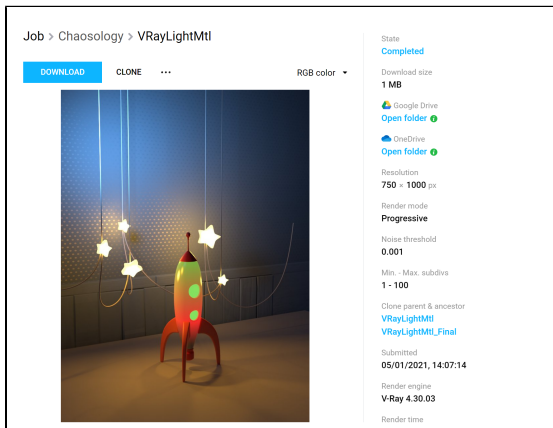 Job > Chaosology > VRayLightMtl
DOWNLOAD
CLONE
...
RGB color
State
Completed
Download size
1 MB
Google Drive
Open folder
OneDrive
Open folder
Resolution
750 × 1000 px
Render mode
Progressive
Noise threshold
0.001
Min. - Max. subdivs
1 - 100
Clone parent & ancestor
VRayLightMtl
VRayLightMtl_Final
Submitted
05/01/2021, 14:07:14
Render engine
V-Ray 4.30.03
Render time